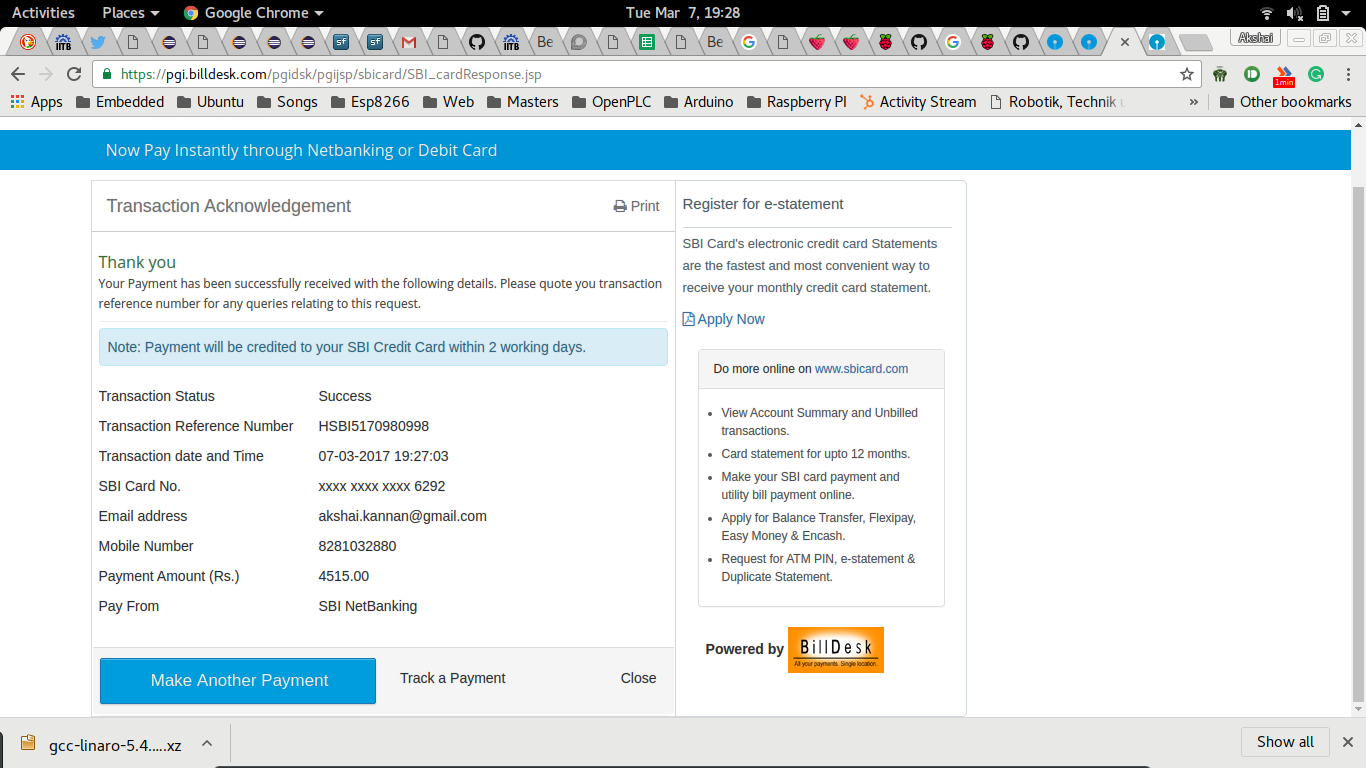 Activities Places Google Chrome Tue Mar 7, 19:28
IITB sf sf IITB Be Be Akshai
https://pgi.billdesk.com/pgidsk/pgijsp/sbicard/SBI_cardResponse.jsp 1min
Apps Embedded Ubuntu Songs Esp8266 Web Masters OpenPLC Arduino Raspberry PI Activity Stream Robotik, Technik » Other bookmarks
Now Pay Instantly through Netbanking or Debit Card
Transaction Acknowledgement
Print
Thank you
Your Payment has been successfully received with the following details. Please quote you transaction
reference number for any queries relating to this request.
Note: Payment will be credited to your SBI Credit Card within 2 working days.
Transaction Status Success
Transaction Reference Number HSBI5170980998
Transaction date and Time 07-03-2017 19:27:03
SBI Card No. xxxx xxxx xxxx 6292
Email address akshai.kannan@gmail.com
Mobile Number 8281032880
Payment Amount (Rs.) 4515.00
Pay From SBI NetBanking
Make Another Payment Track a Payment Close
Register for e-statement
SBI Card's electronic credit card Statements
are the fastest and most convenient way to
receive your monthly credit card statement.
Apply Now
Do more online on www.sbicard.com
• View Account Summary and Unbilled
transactions.
• Card statement for upto 12 months.
• Make your SBI card payment and
utility bill payment online.
• Apply for Balance Transfer, Flexipay,
Easy Money & Encash.
• Request for ATM PIN, e-statement &
Duplicate Statement.
Powered by BillDesk
All your payments. Single location.
gcc-linaro-5.4.....xz Show all